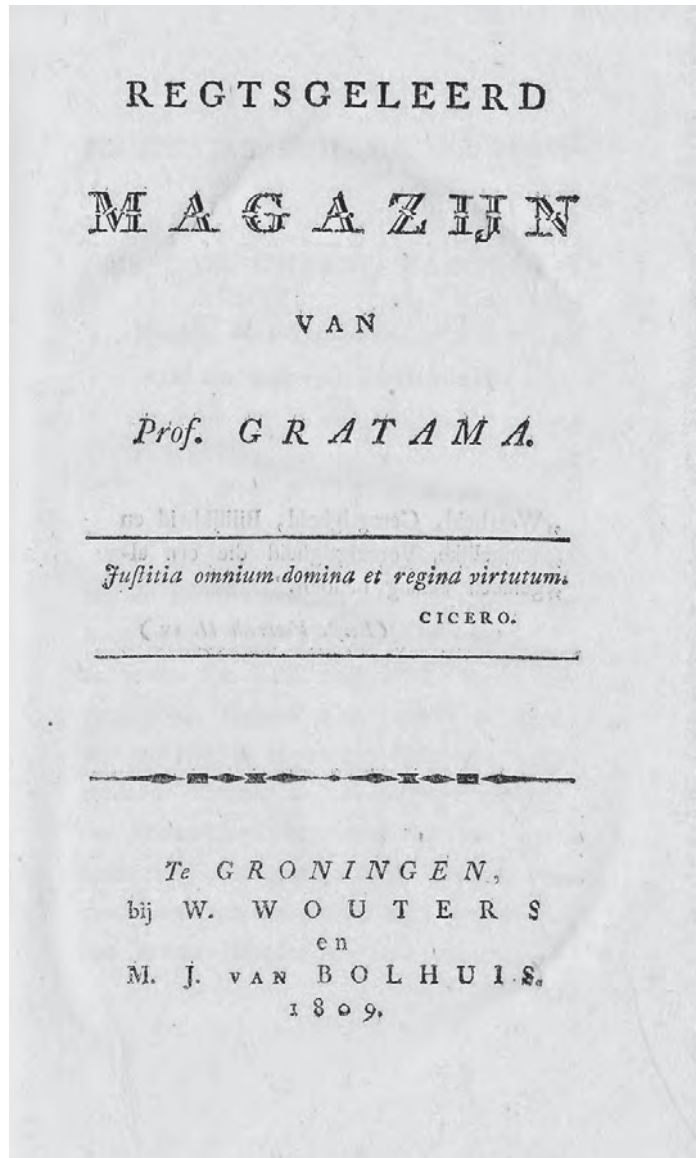 REGTSGELEERD
MAGAZIJN
VAN
Prof. GRATAMA.
Juſtitia omnium domina et regina virtutum.
CICERO.
Te GRONINGEN,
bij W. WOUTERS
en
M. J. VAN BOLHUIS.
1809.